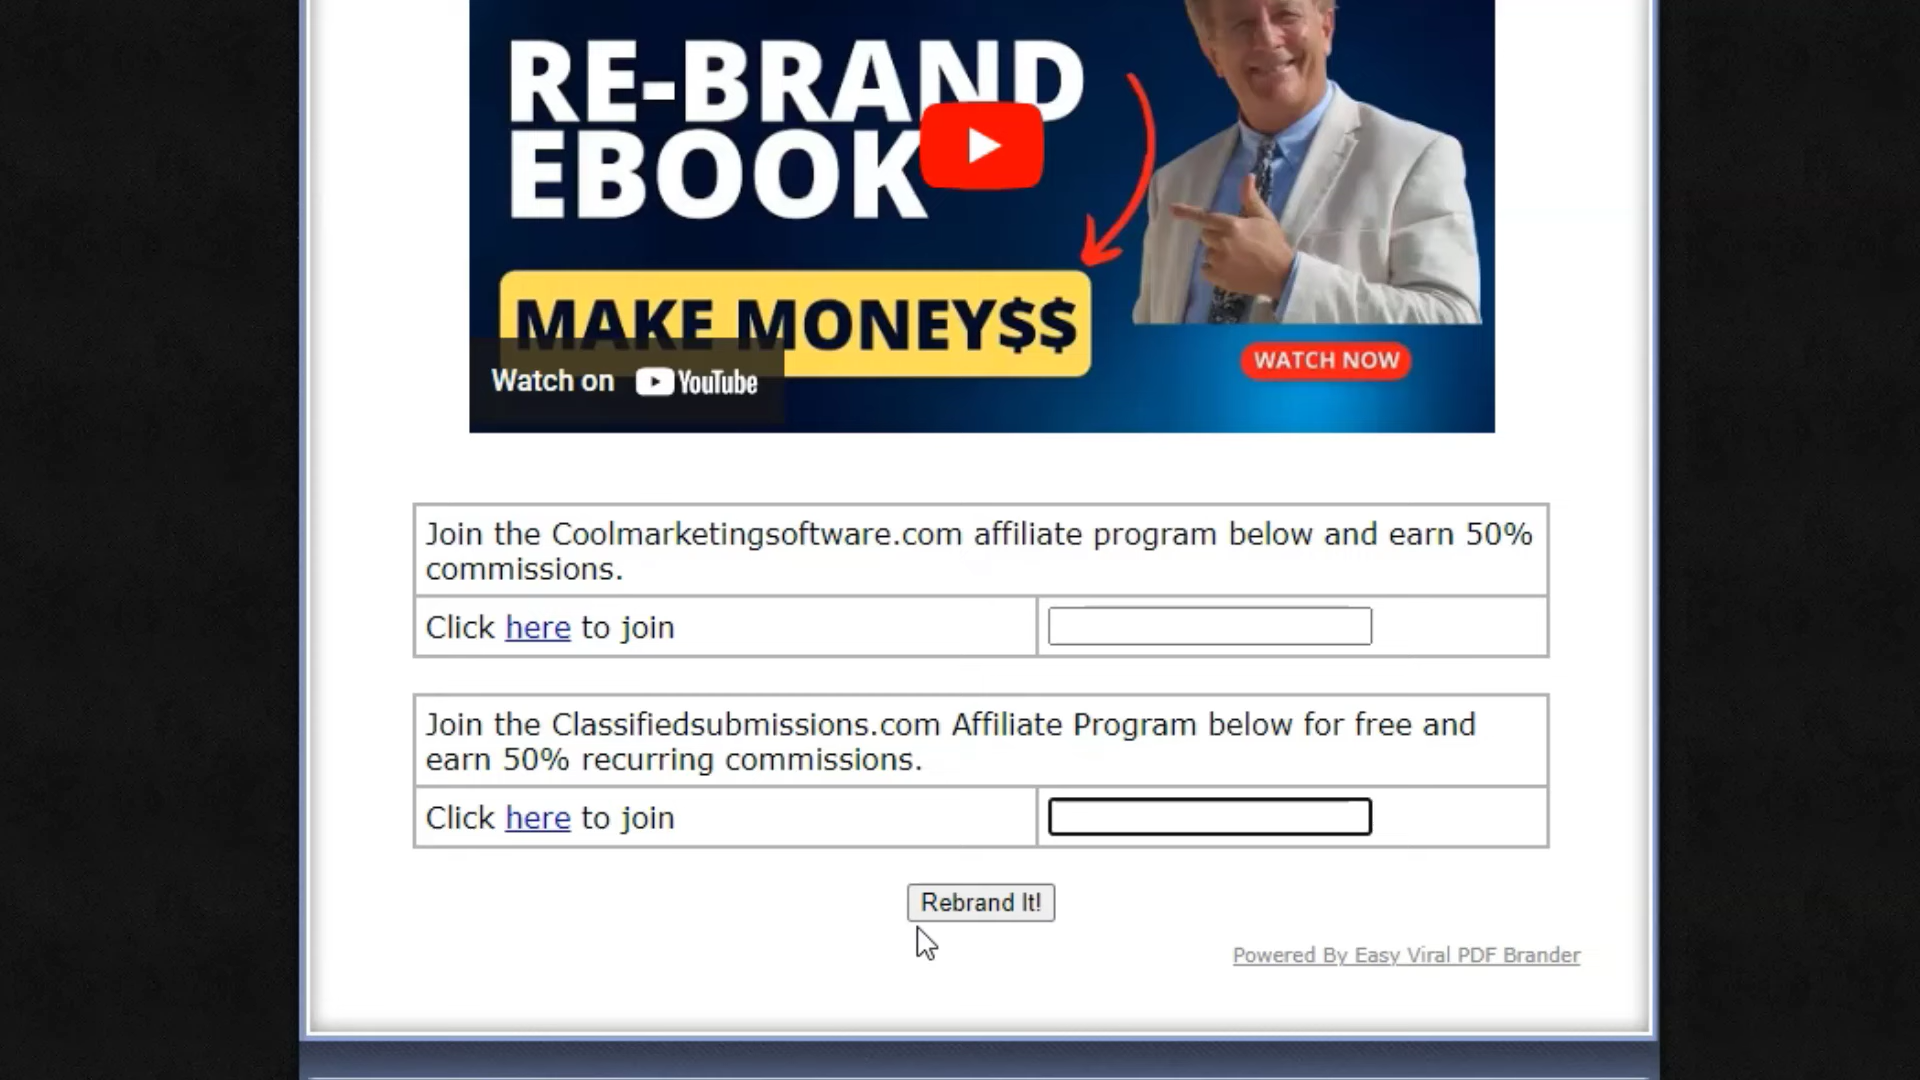 RE-BRAND
EBOOK
MAKE MONEY$$
Watch on YouTube
WATCH NOW
Join the Coolmarketingsoftware.com affiliate program below and earn 50%
commissions.
Click here to join
Join the Classifiedsubmissions.com Affiliate Program below for free and
earn 50% recurring commissions.
Click here to join
Rebrand It!
Powered By Easy Viral PDF Brander